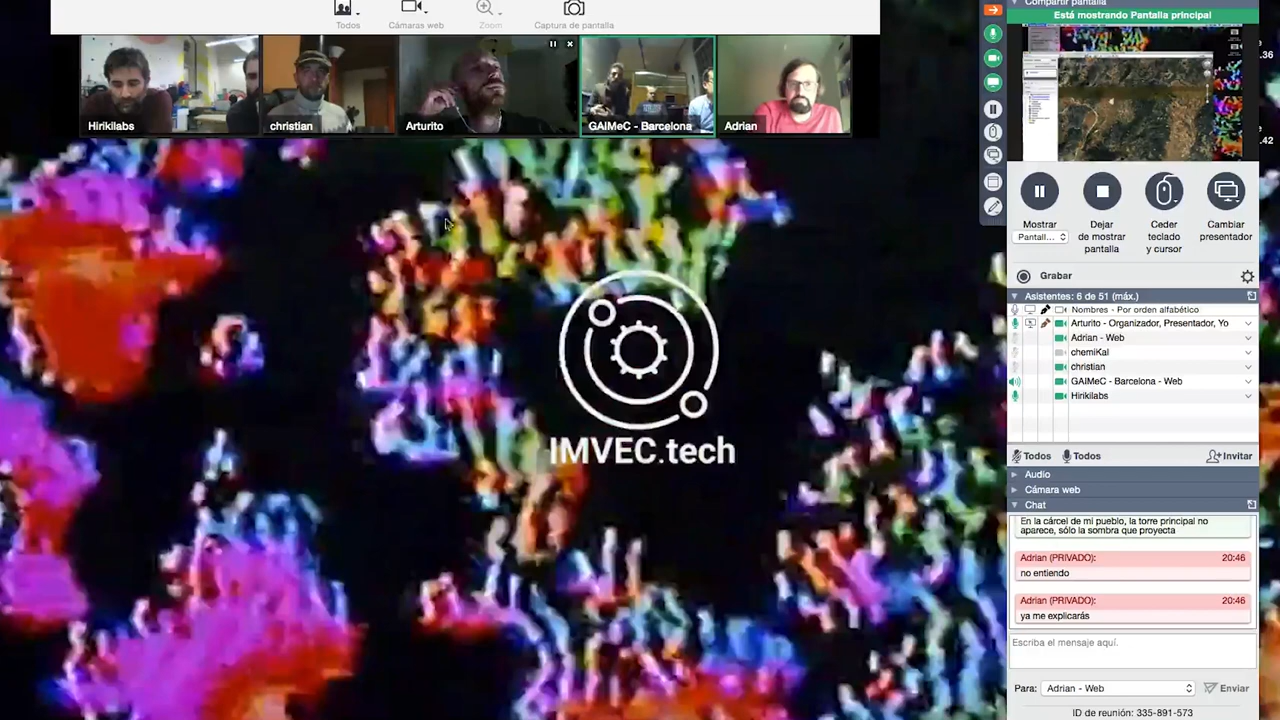 Compartir pantalla
Está mostrando Pantalla principal
Todos
Cámaras web
Zoom
Captura de pantalla
Hirikilabs
christian
Arturito
GAIMeC - Barcelona
Adrian
.36
.42
Mostrar
Pantall...
Dejar
de mostrar
pantalla
Ceder
teclado
y cursor
Cambiar
presentador
Grabar
Asistentes: 6 de 51 (máx.)
Nombres - Por orden alfabético
Arturito - Organizador, Presentador, Yo
Adrian - Web
chemiKal
christian
GAIMeC - Barcelona - Web
Hirikilabs
Todos
Todos
Invitar
Audio
Cámara web
Chat
En la cárcel de mi pueblo, la torre principal no
aparece, sólo la sombra que proyecta
Adrian (PRIVADO): 20:46
no entiendo
Adrian (PRIVADO): 20:46
ya me explicarás
Escriba el mensaje aquí.
Para: Adrian - Web
Enviar
ID de reunión: 335-891-573
IMVEC.tech